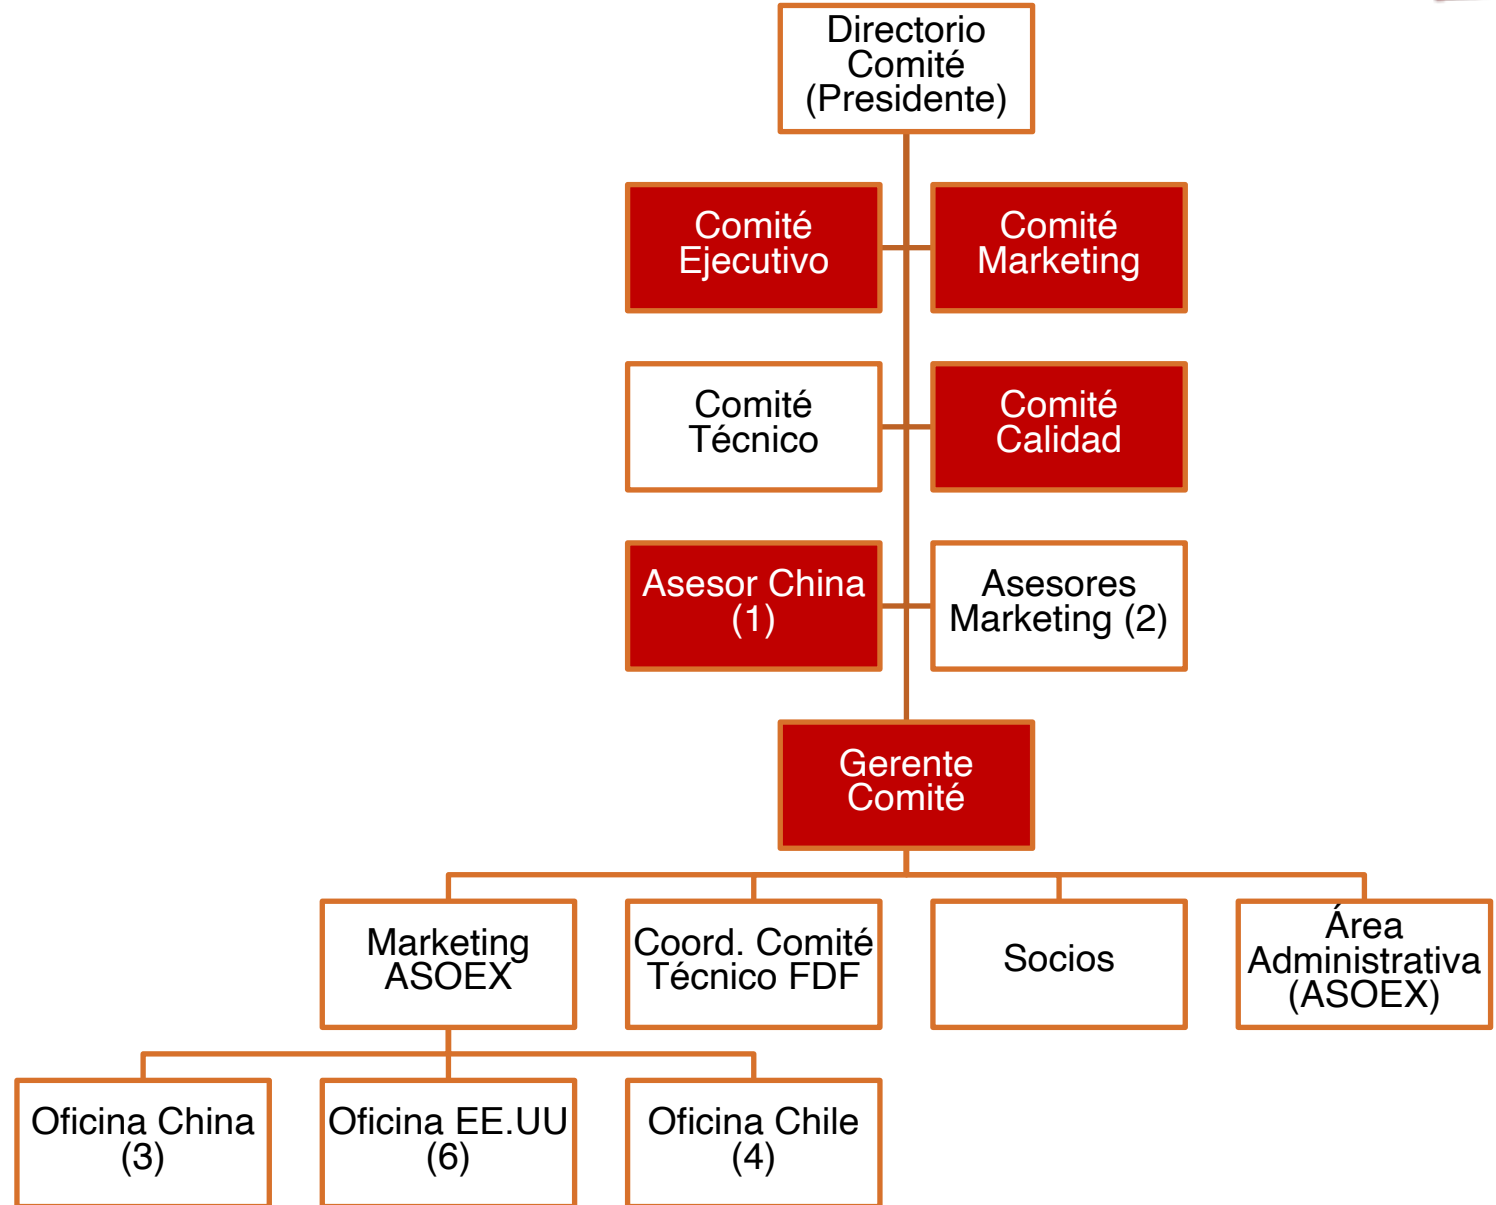 Directorio
Comité
(Presidente)
Comité
Ejecutivo
Comité
Marketing
Comité
Técnico
Comité
Calidad
Asesor China
(1)
Asesores
Marketing (2)
Gerente
Comité
Marketing
ASOEX
Coord. Comité
Técnico FDF
Socios
Área
Administrativa
(ASOEX)
Oficina China
(3)
Oficina EE.UU
(6)
Oficina Chile
(4)